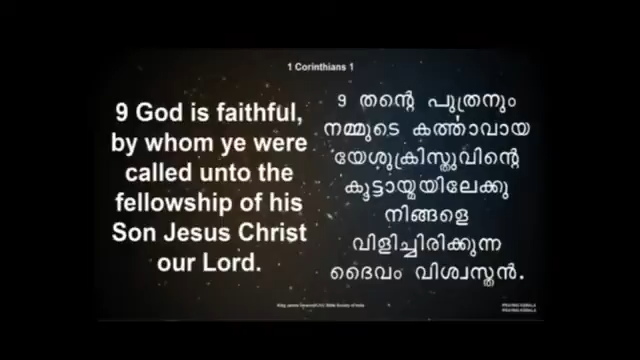 1 Corinthians 1
9 God is faithful,
by whom ye were
called unto the
fellowship of his
Son Jesus Christ
our Lord.
9 തന്റെ പുത്രനും
നമ്മുടെ കർത്താവായ
യേശുക്രിസ്തുവിന്റെ
കൂട്ടായ്മയിലേക്കു
നിങ്ങളെ
വിളിച്ചിരിക്കുന്ന
ദൈവം വിശ്വസ്തൻ.